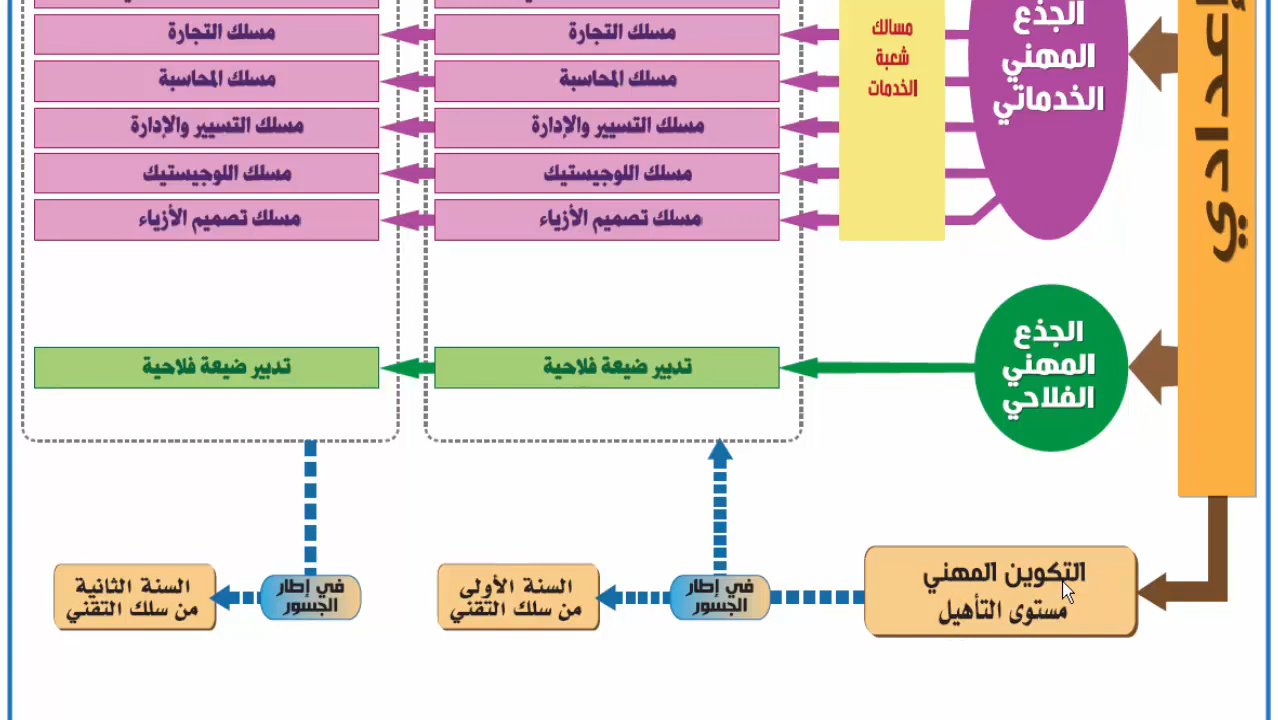 إعدادي
الجذع
المهني
الخدماتي
مسالك
شعبة
الخدمات
مسلك التجارة
مسلك التجارة
مسلك المحاسبة
مسلك المحاسبة
مسلك التسيير والإدارة
مسلك التسيير والإدارة
مسلك اللوجيستيك
مسلك اللوجيستيك
مسلك تصميم الأزياء
مسلك تصميم الأزياء
الجذع
المهني
الفلاحي
تدبير ضيعة فلاحية
تدبير ضيعة فلاحية
التكوين المهني
مستوى التأهيل
في إطار
الجسور
السنة الأولى
من سلك التقني
في إطار
الجسور
السنة الثانية
من سلك التقني